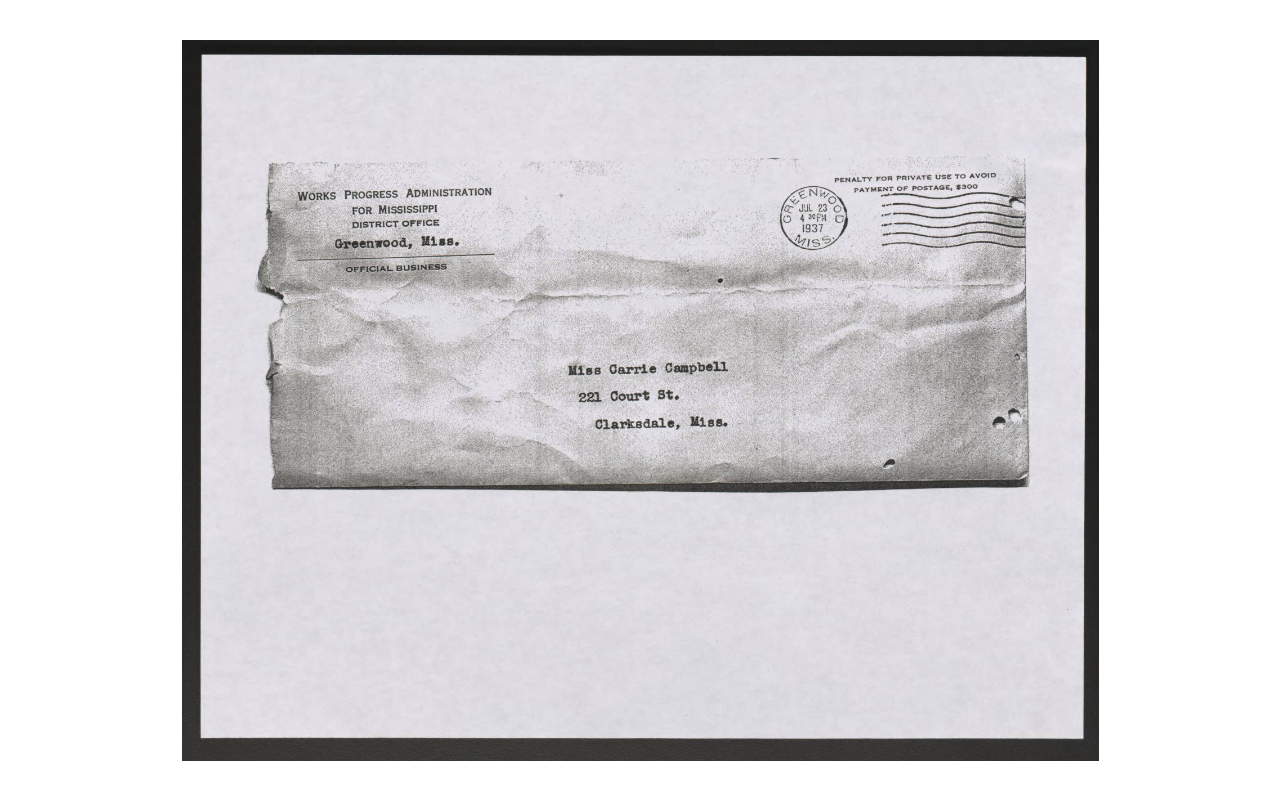 WORKS PROGRESS ADMINISTRATION
FOR MISSISSIPPI
DISTRICT OFFICE
Greenwood, Miss.
OFFICIAL BUSINESS
PENALTY FOR PRIVATE USE TO AVOID
PAYMENT OF POSTAGE, $300
GREENWOOD
JUL 23
4 30 PM
1937
MISS.
Miss Carrie Campbell
221 Court St.
Clarksdale, Miss.